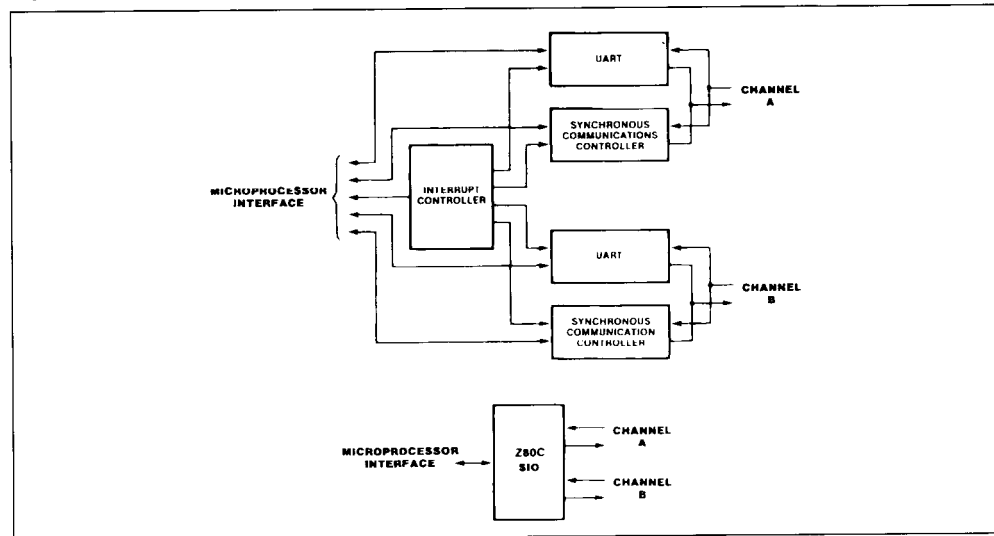 UART
CHANNEL
A
SYNCHRONOUS
COMMUNICATIONS
CONTROLLER
MICROPROCESSOR
INTERFACE
INTERRUPT
CONTROLLER
UART
CHANNEL
B
SYNCHRONOUS
COMMUNICATION
CONTROLLER
MICROPROCESSOR
INTERFACE
Z80C
SIO
CHANNEL
A
CHANNEL
B